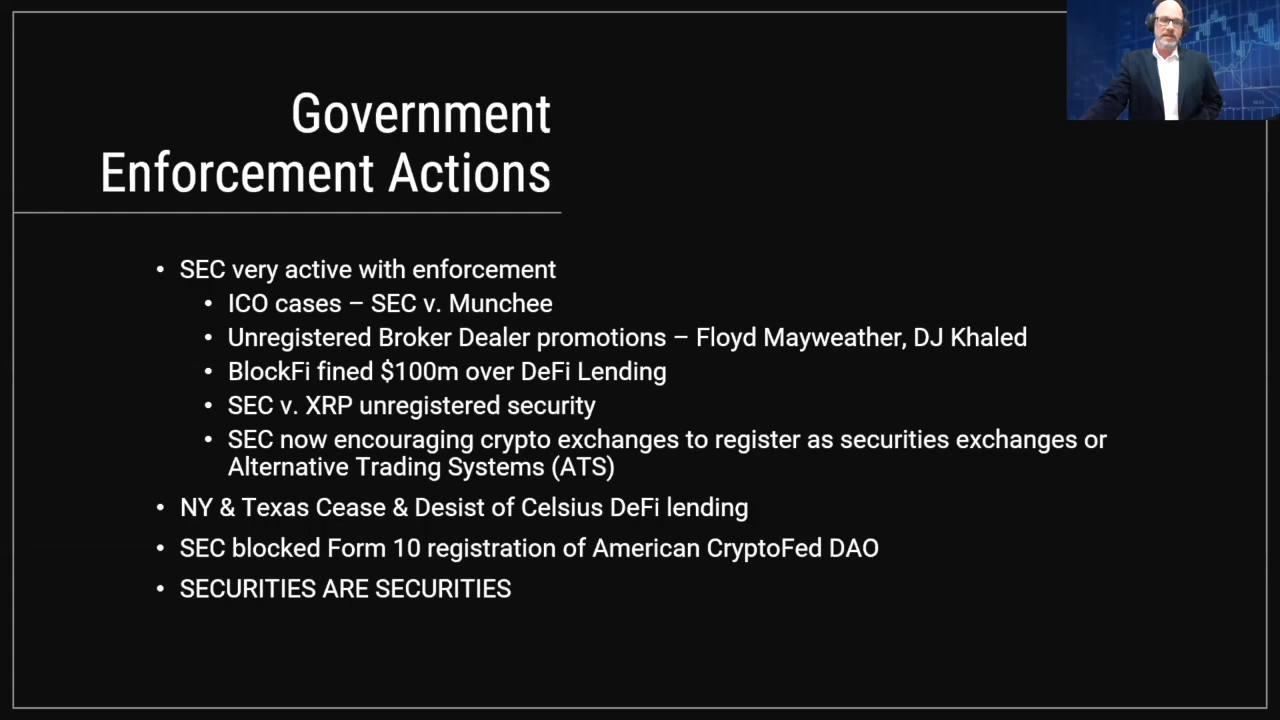 Government
Enforcement Actions
• SEC very active with enforcement
• ICO cases – SEC v. Munchee
• Unregistered Broker Dealer promotions – Floyd Mayweather, DJ Khaled
• BlockFi fined $100m over DeFi Lending
• SEC v. XRP unregistered security
• SEC now encouraging crypto exchanges to register as securities exchanges or
Alternative Trading Systems (ATS)
• NY & Texas Cease & Desist of Celsius DeFi lending
• SEC blocked Form 10 registration of American CryptoFed DAO
• SECURITIES ARE SECURITIES